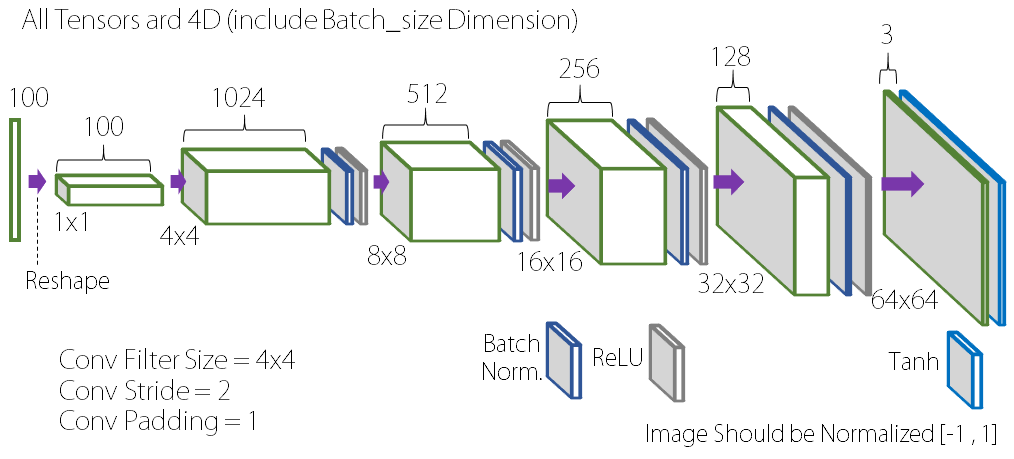 All Tensors ard 4D (include Batch_size Dimension)
3
128
256
512
1024
100
100
1x1
4x4
8x8
16x16
32x32
64x64
Reshape
Batch
Norm.
ReLU
Tanh
Conv Filter Size = 4x4
Conv Stride = 2
Conv Padding = 1
Image Should be Normalized [-1 , 1]